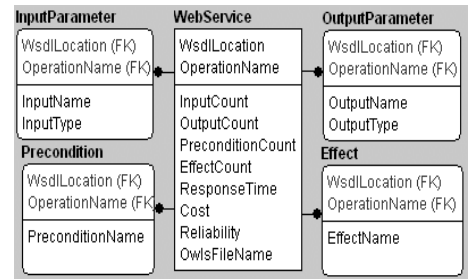 InputParameter
WsdlLocation (FK)
OperationName (FK)
InputName
InputType
Precondition
WsdlLocation (FK)
OperationName (FK
PreconditionName
WebService
WsdlLocation
OperationName
InputCount
OutputCount
PreconditionCount
EffectCount
ResponseTime
Cost
Reliability
OwlsFileName
OutputParameter
WsdlLocation (FK)
OperationName (FK)
OutputName
OutputType
Effect
WsdlLocation (FK)
OperationName (FK)
EffectName